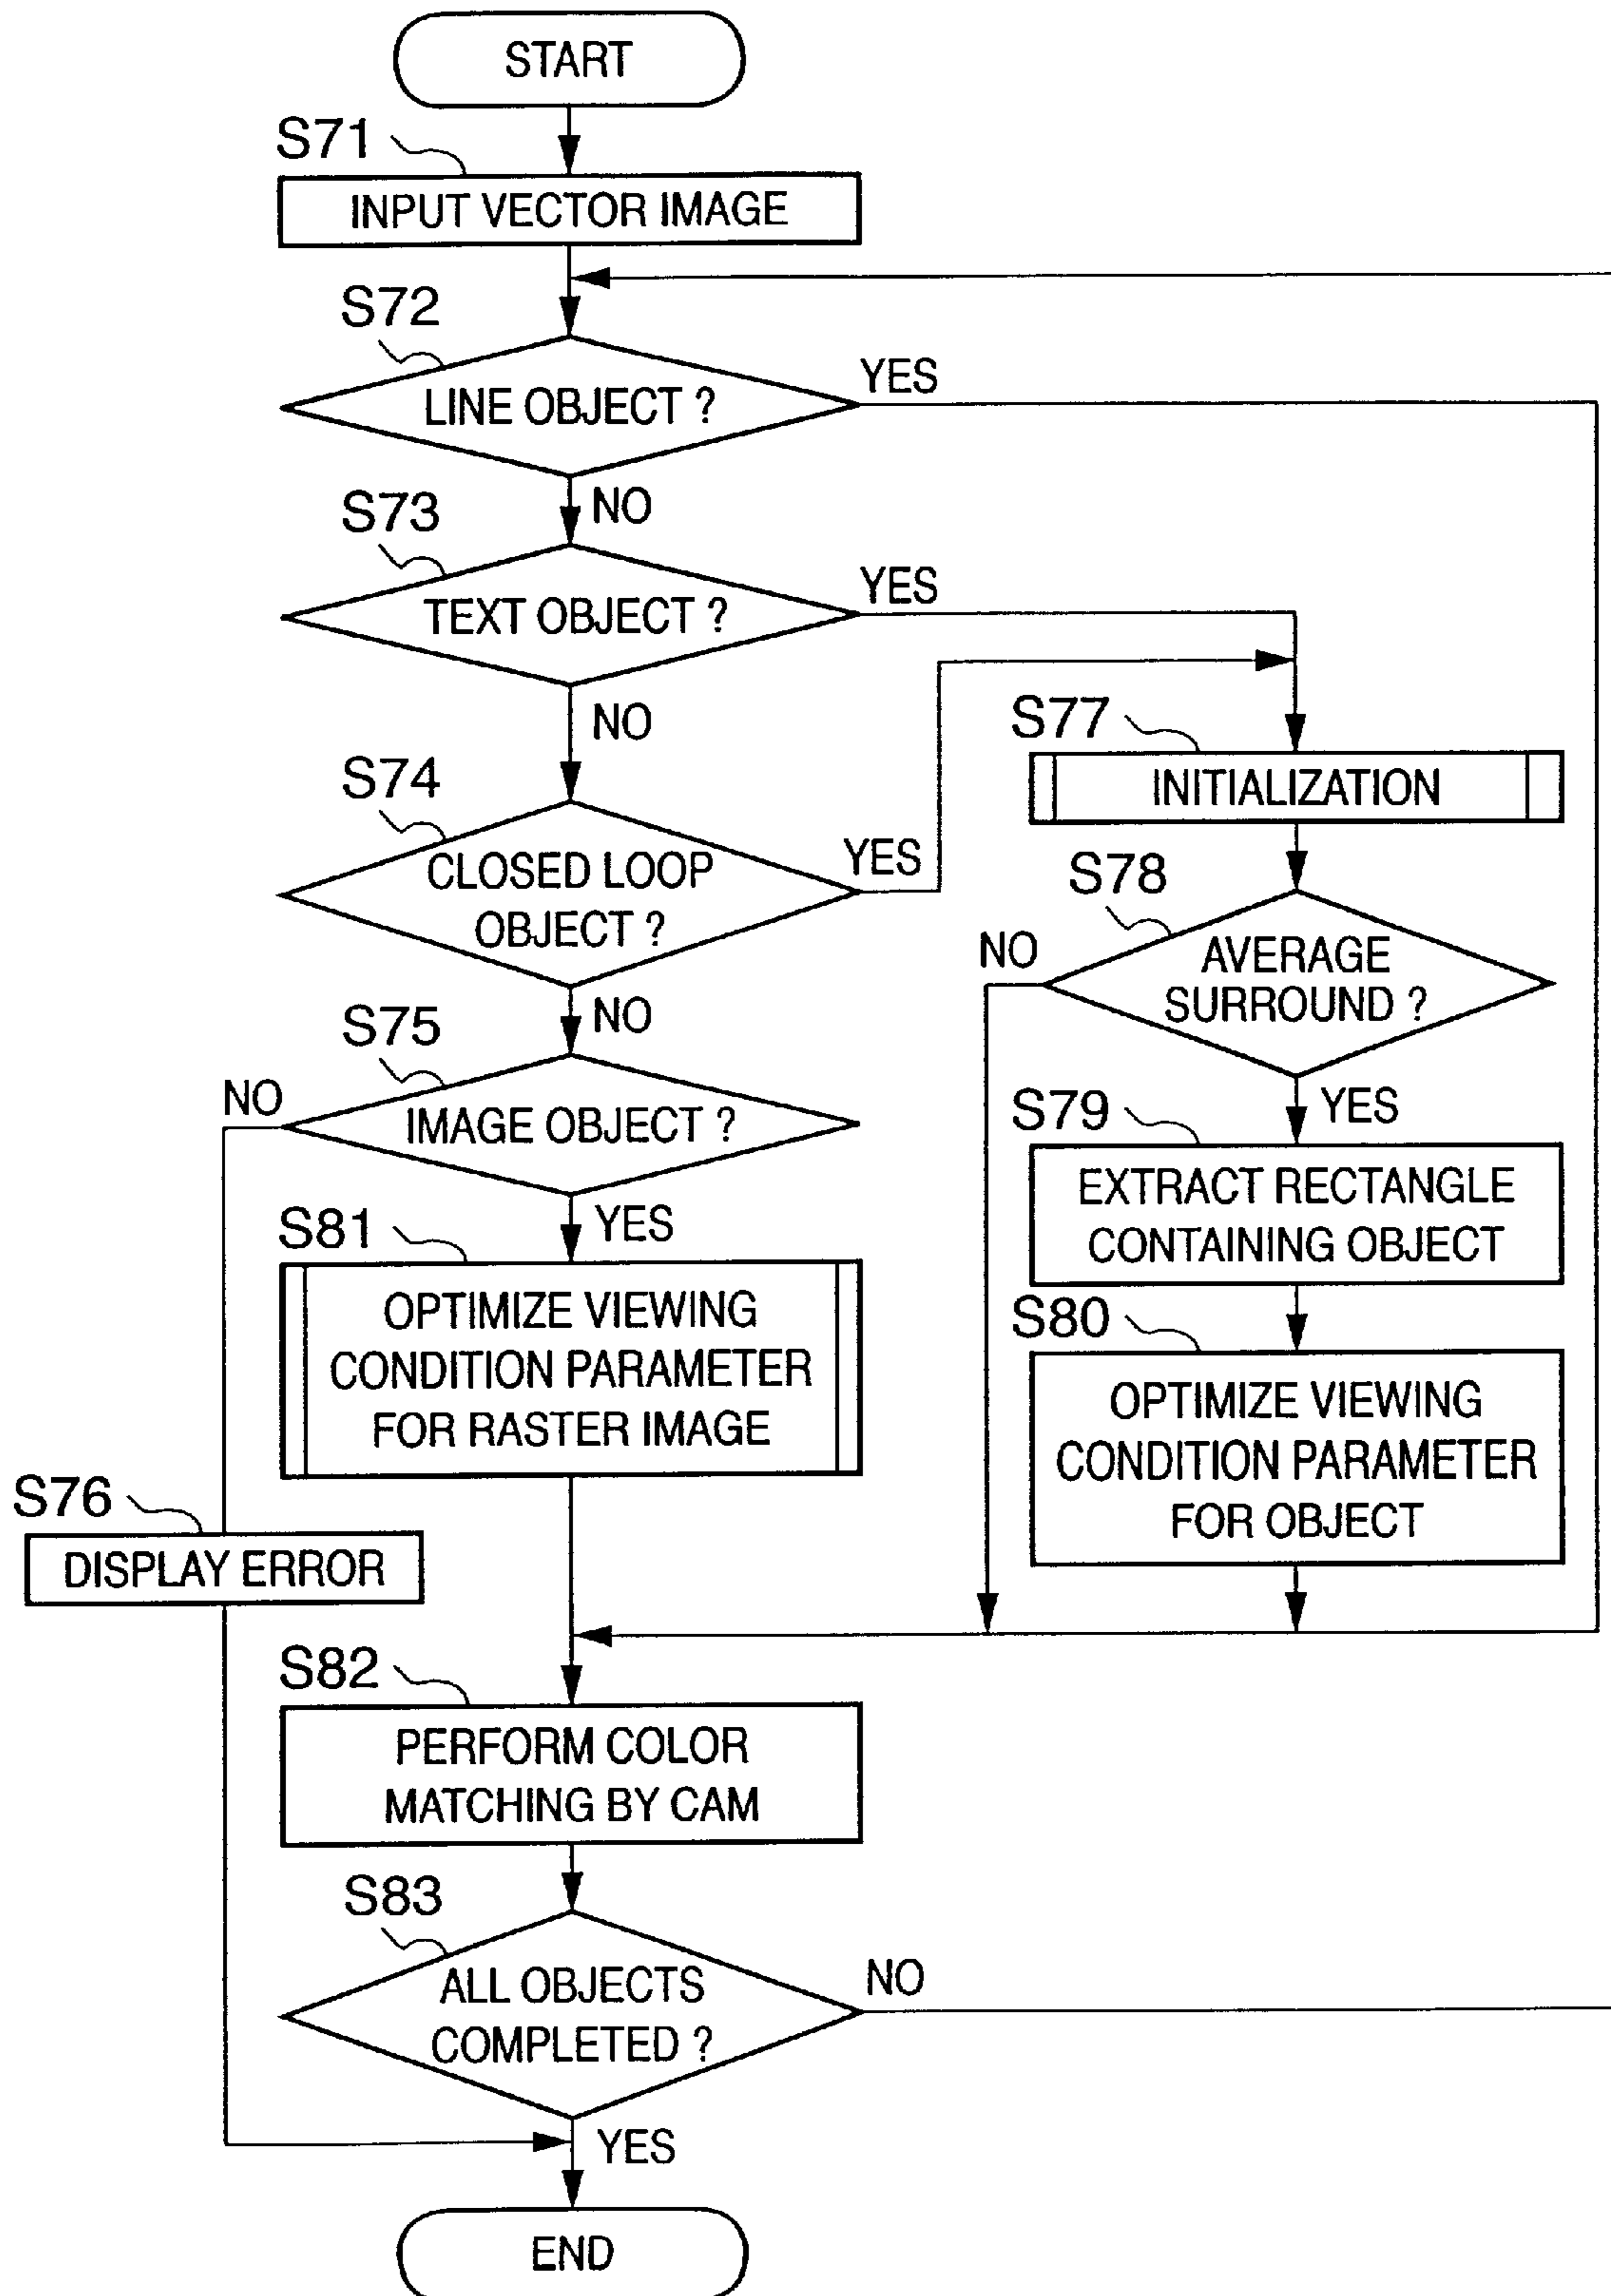 START
S71
INPUT VECTOR IMAGE
S72
LINE OBJECT ?
YES
NO
S73
TEXT OBJECT ?
YES
NO
S74
CLOSED LOOP
OBJECT ?
YES
NO
S75
IMAGE OBJECT ?
NO
YES
S76
DISPLAY ERROR
S77
INITIALIZATION
S78
AVERAGE
SURROUND ?
NO
YES
S79
EXTRACT RECTANGLE
CONTAINING OBJECT
S80
OPTIMIZE VIEWING
CONDITION PARAMETER
FOR OBJECT
S81
OPTIMIZE VIEWING
CONDITION PARAMETER
FOR RASTER IMAGE
S82
PERFORM COLOR
MATCHING BY CAM
S83
ALL OBJECTS
COMPLETED ?
NO
YES
END